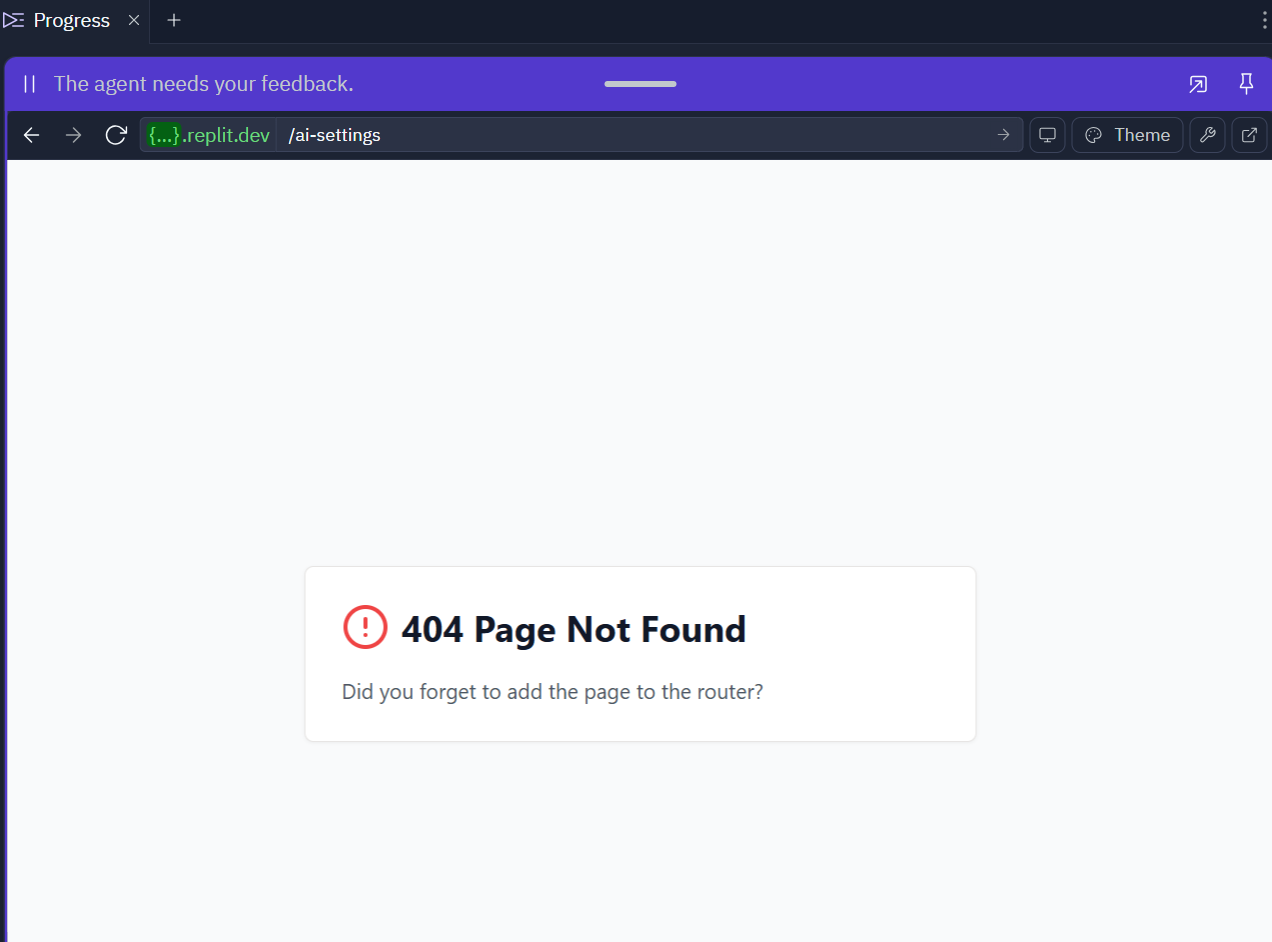 Progress
The agent needs your feedback.
{...}.replit.dev /ai-settings Theme
404 Page Not Found
Did you forget to add the page to the router?